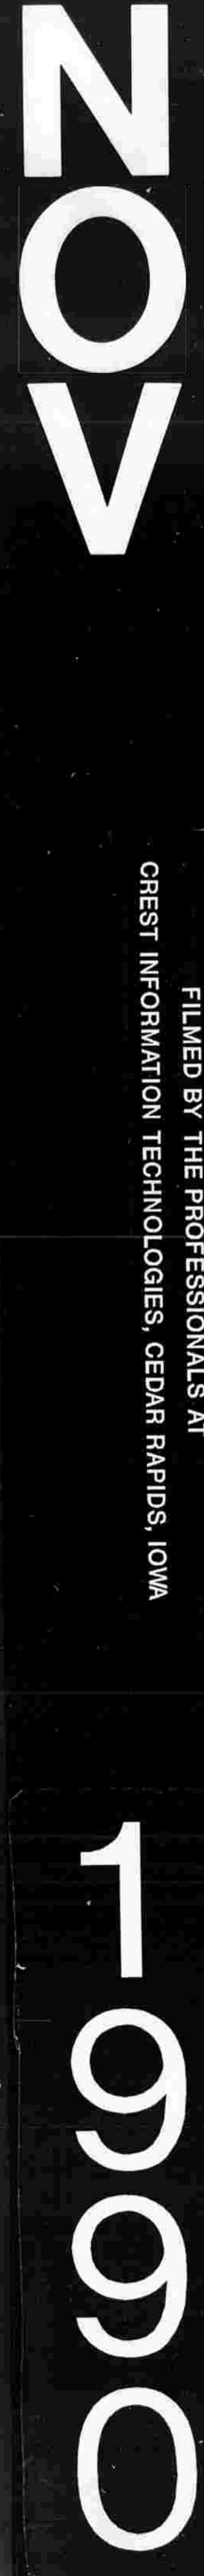 NOV
FILMED BY THE PROFESSIONALS AT
CREST INFORMATION TECHNOLOGIES, CEDAR RAPIDS, IOWA
1990